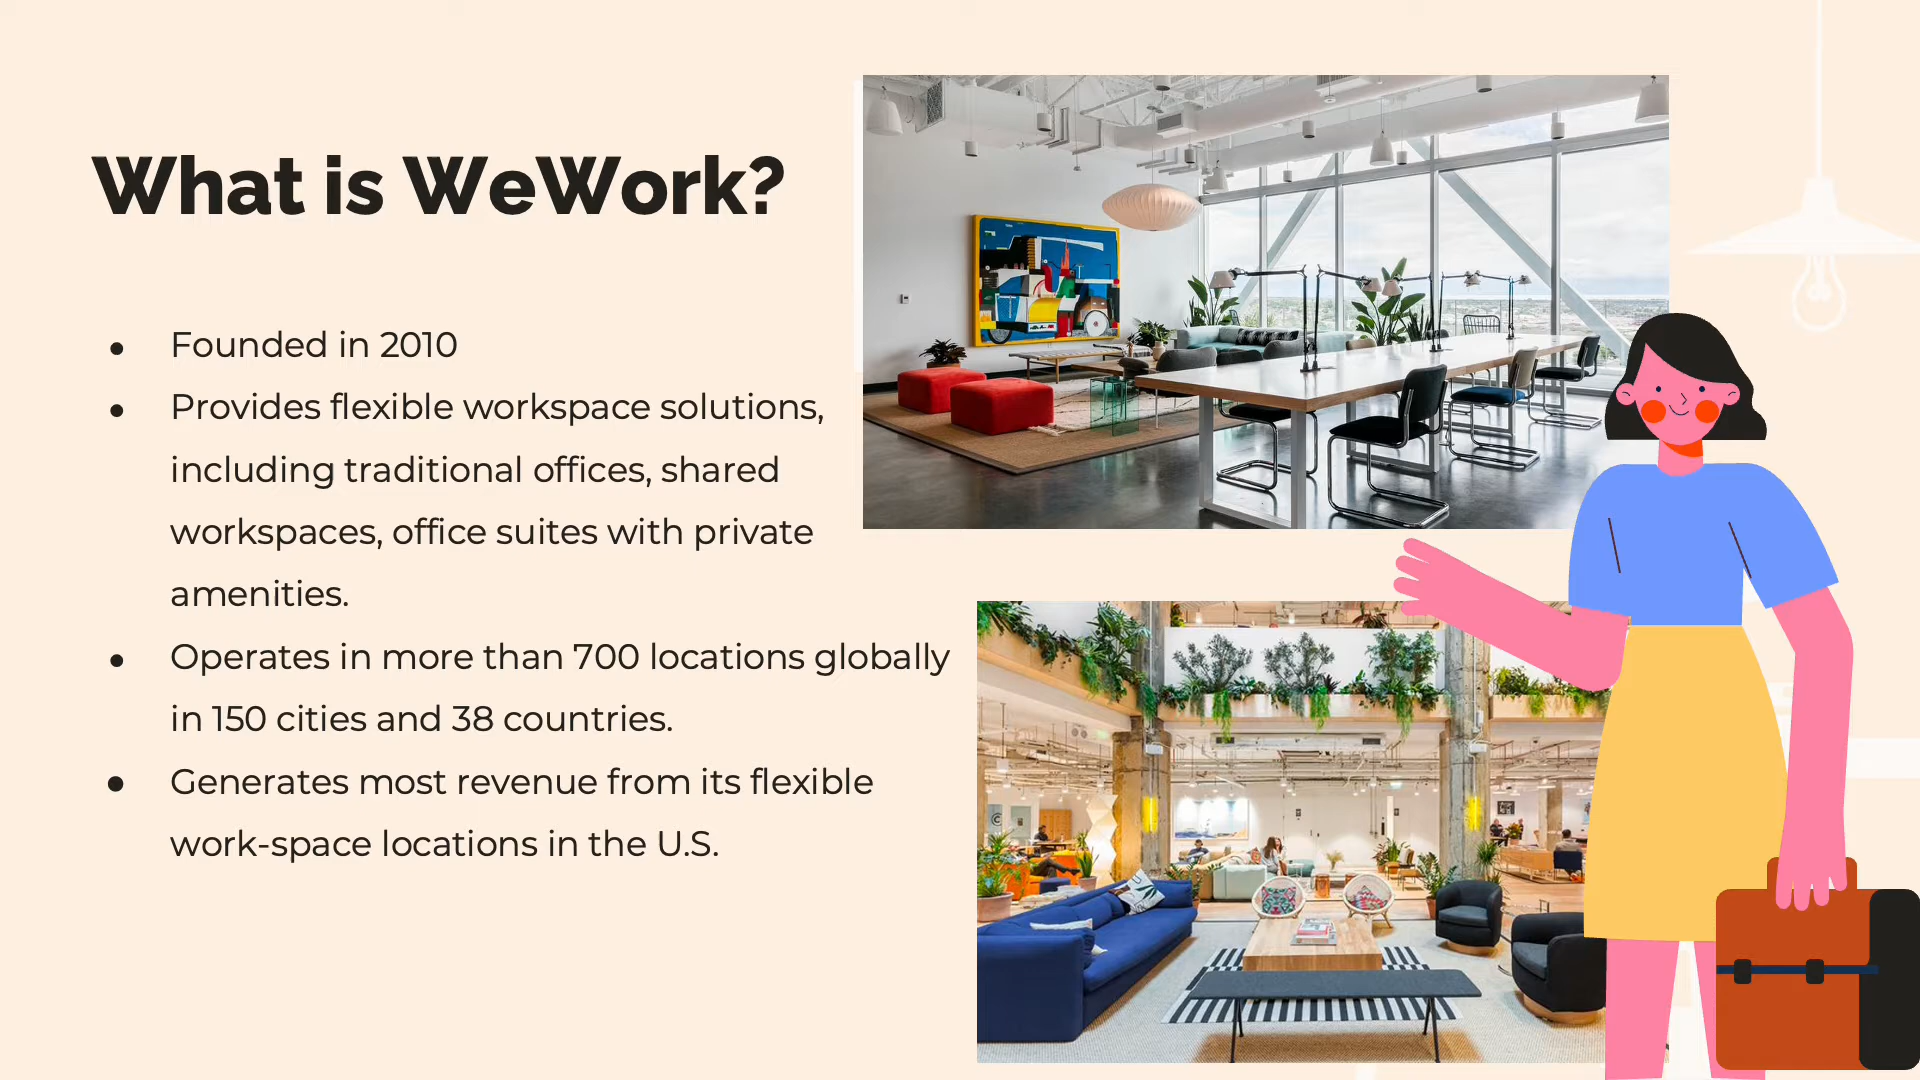 What is WeWork?
● Founded in 2010
● Provides flexible workspace solutions,
including traditional offices, shared
workspaces, office suites with private
amenities.
● Operates in more than 700 locations globally
in 150 cities and 38 countries.
● Generates most revenue from its flexible
work-space locations in the U.S.